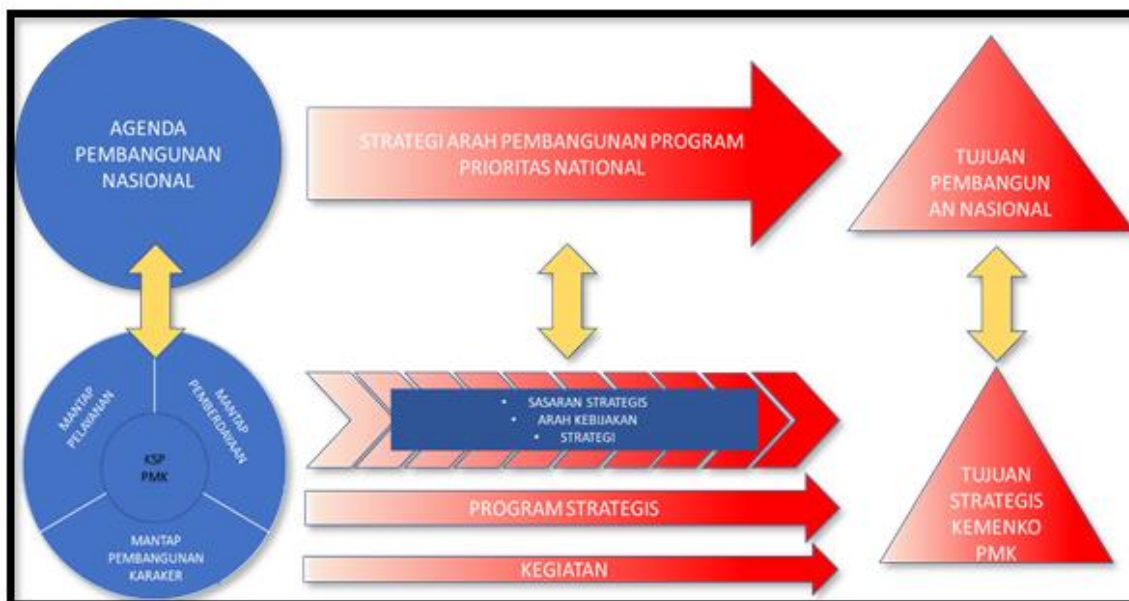 AGENDA
PEMBANGUNAN
NASIONAL
STRATEGI ARAH PEMBANGUNAN PROGRAM
PRIORITAS NATIONAL
TUJUAN
PEMBANGUN
AN NASIONAL
MANTAP
PELAYANAN
MANTAP
PEMBERDAYAAN
KSP
PMK
MANTAP
PEMBANGUNAN
KARAKER
• SASARAN STRATEGIS
• ARAH KEBIJAKAN
• STRATEGI
PROGRAM STRATEGIS
KEGIATAN
TUJUAN
STRATEGIS
KEMENKO
PMK